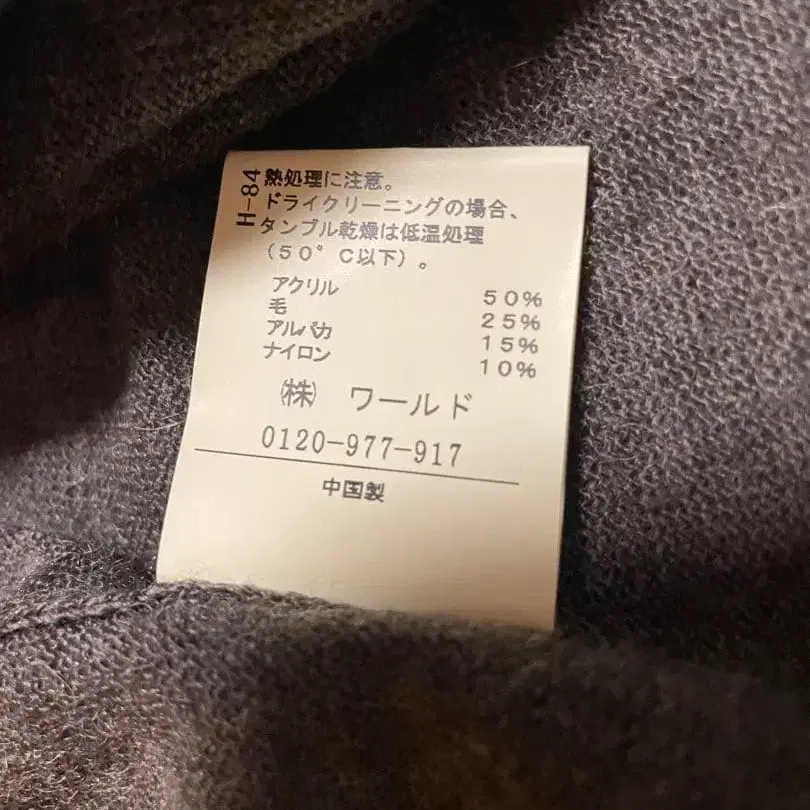 H-84
熱処理に注意。
ドライクリーニングの場合、
タンブル乾燥は低温処理
（50°C以下）。
アクリル 50%
毛 25%
アルパカ 15%
ナイロン 10%
㈱ ワールド
0120-977-917
中国製